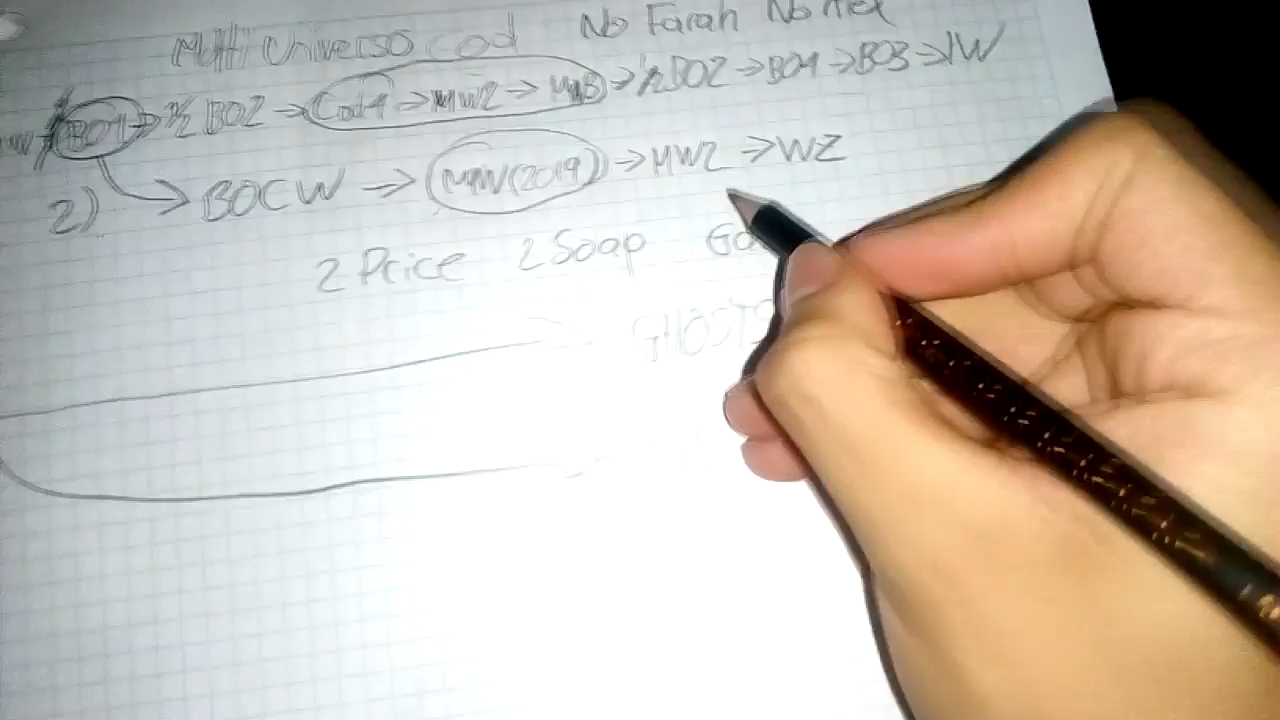 Multi Universo cod No Farah No Alex
BO1 → 1/2 BO2 → Cod4 → MW2 → MW3 → 1/2 BO2 → BO4 → BO3 → IW
2) → BOCW → MW(2019) → MW2 → WZ
2 Price 2 Soap
GHOSTS